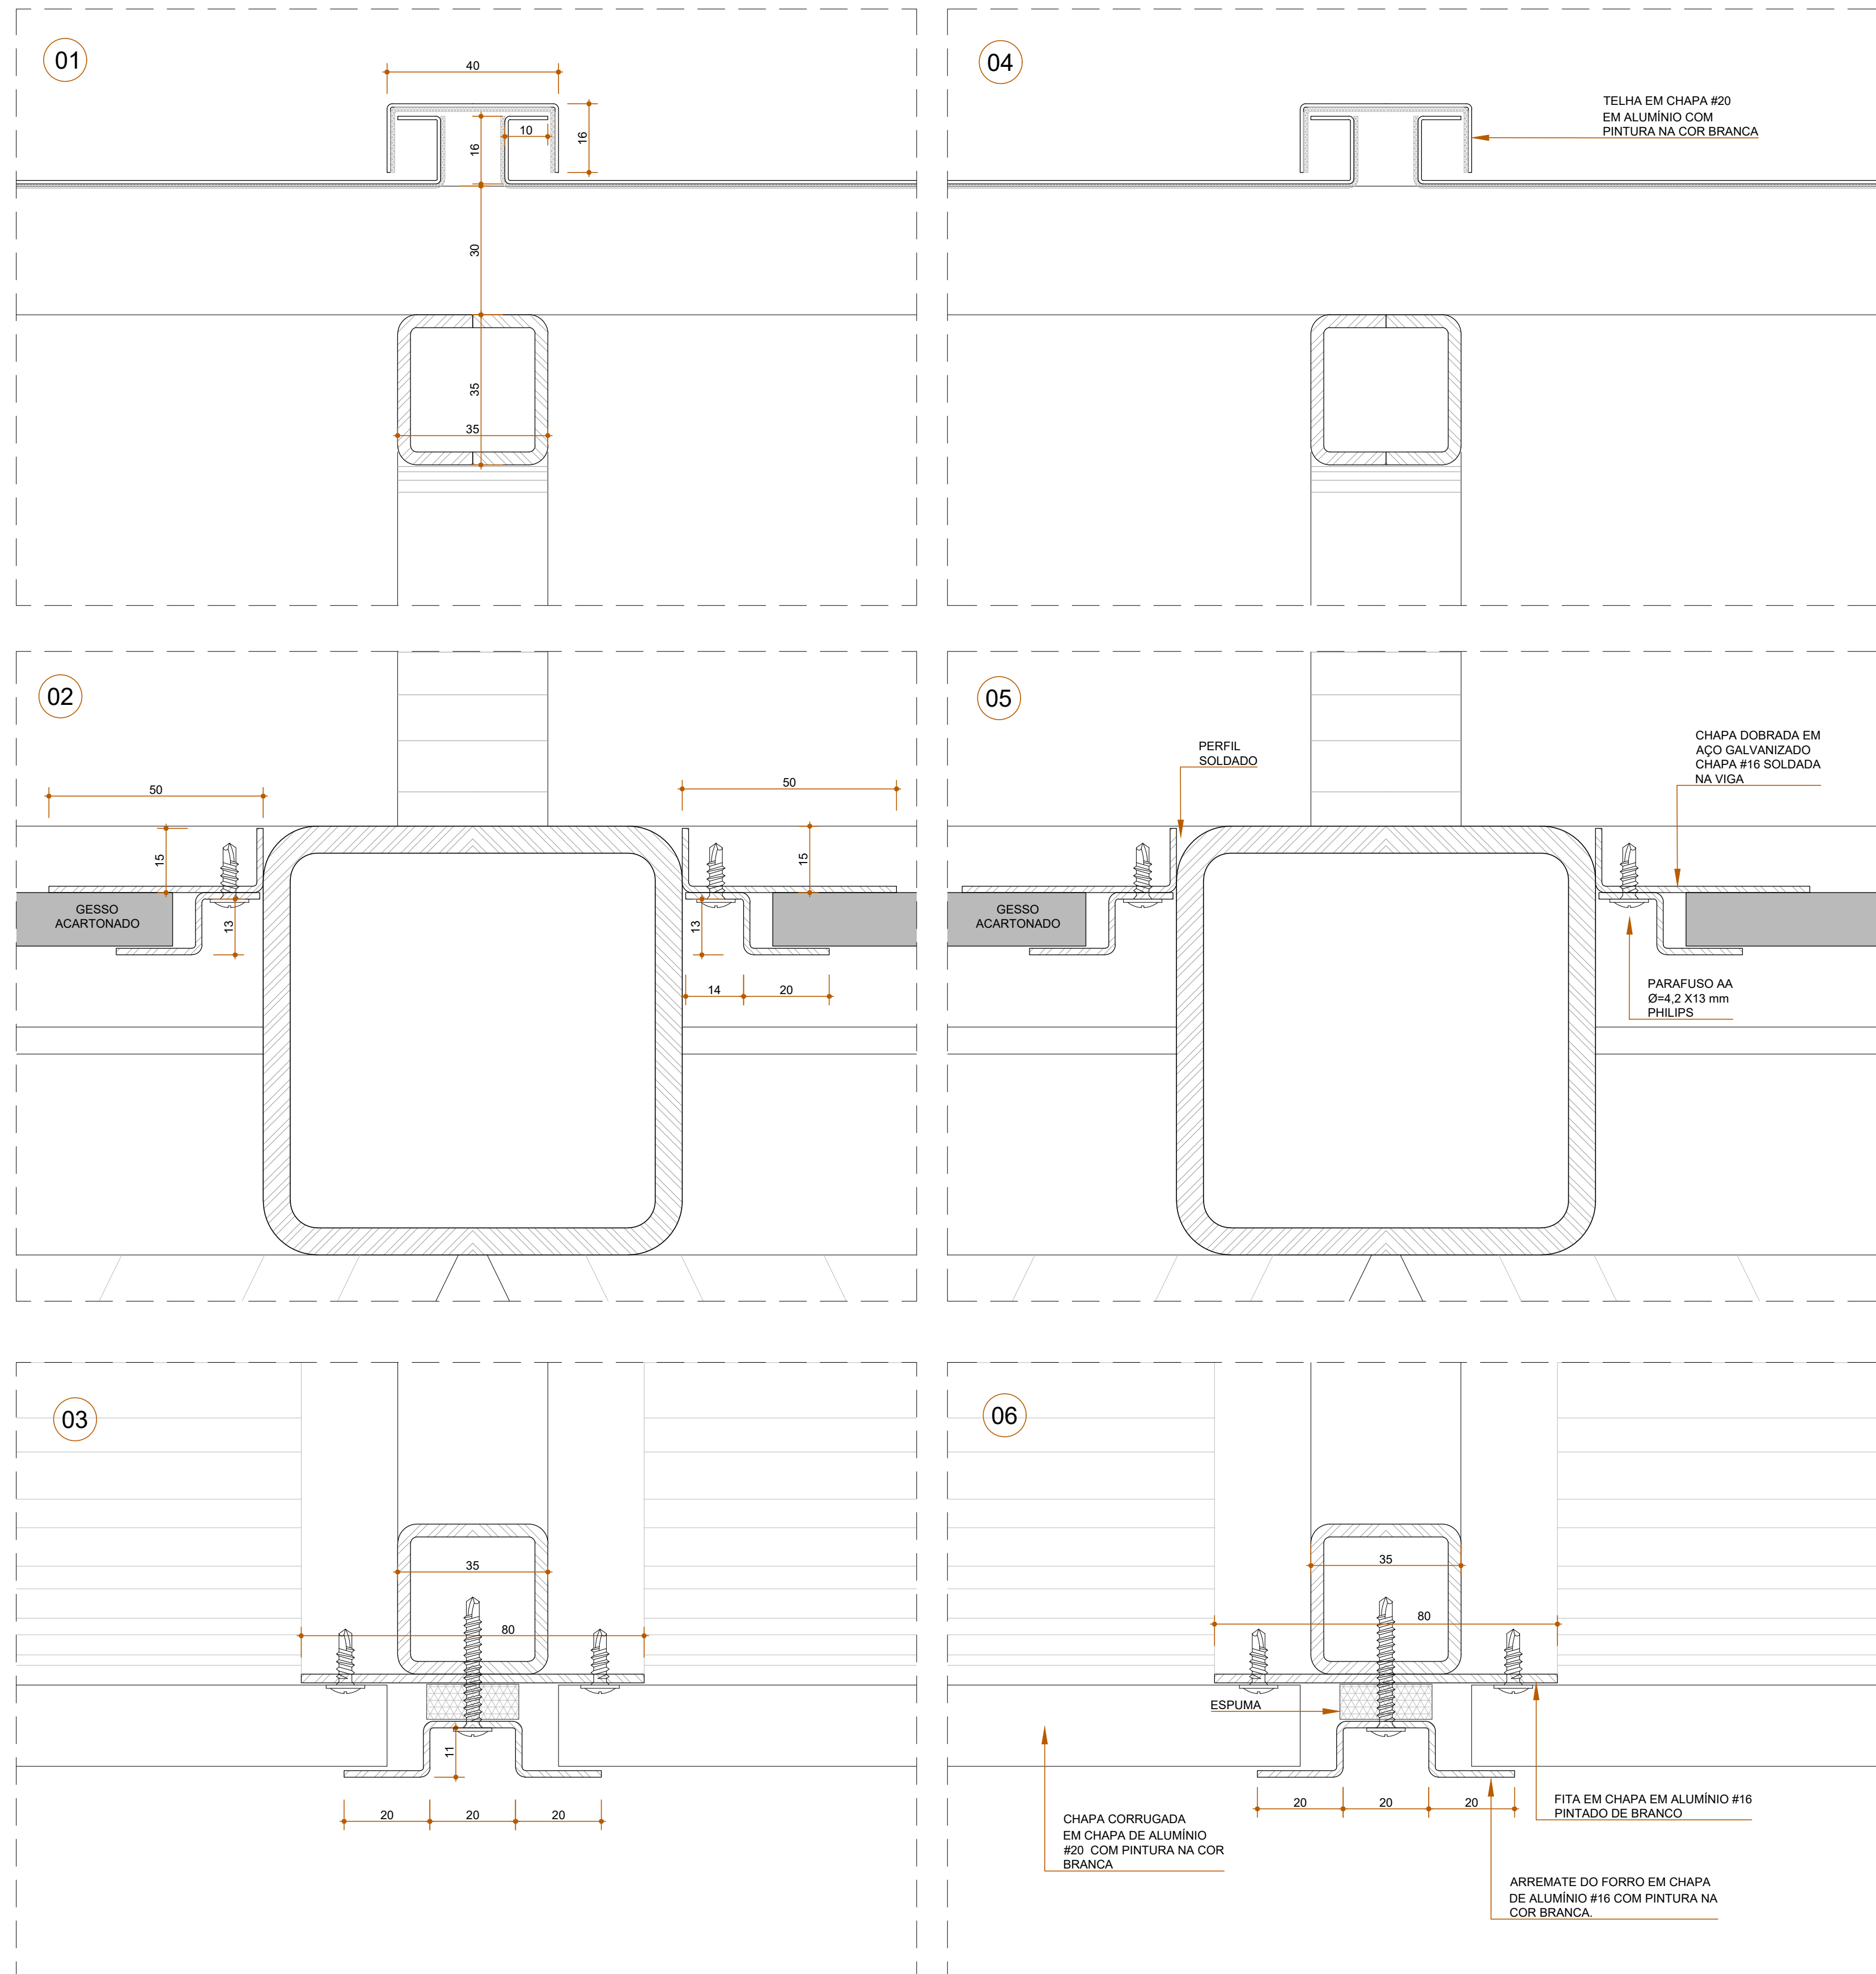 01
40
10
16
16
30
35
35
04
TELHA EM CHAPA #20
EM ALUMÍNIO COM
PINTURA NA COR BRANCA
02
50
50
15
15
GESSO
ACARTONADO
13
13
14
20
05
PERFIL
SOLDADO
CHAPA DOBRADA EM
AÇO GALVANIZADO
CHAPA #16 SOLDADA
NA VIGA
GESSO
ACARTONADO
PARAFUSO AA
Ø=4,2 X13 mm
PHILIPS
03
35
80
11
20
20
20
06
35
80
ESPUMA
20
20
20
FITA EM CHAPA EM ALUMÍNIO #16
PINTADO DE BRANCO
CHAPA CORRUGADA
EM CHAPA DE ALUMÍNIO
#20 COM PINTURA NA COR
BRANCA
ARREMATE DO FORRO EM CHAPA
DE ALUMÍNIO #16 COM PINTURA NA
COR BRANCA.